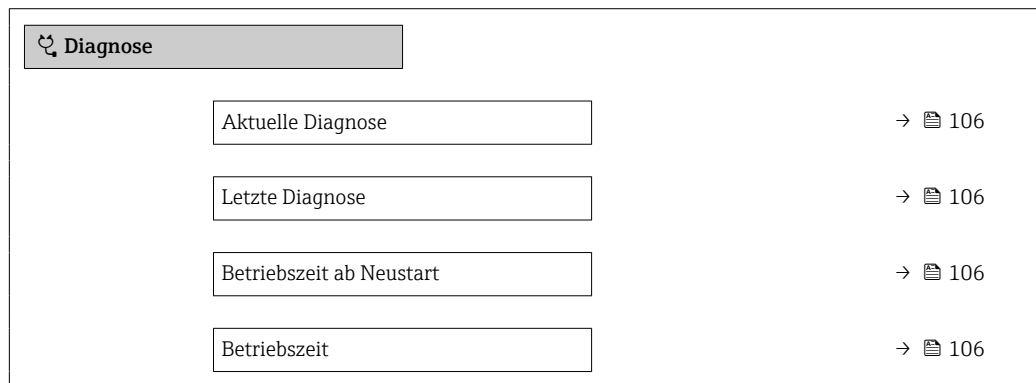 Diagnose
Aktuelle Diagnose → 106
Letzte Diagnose → 106
Betriebszeit ab Neustart → 106
Betriebszeit → 106